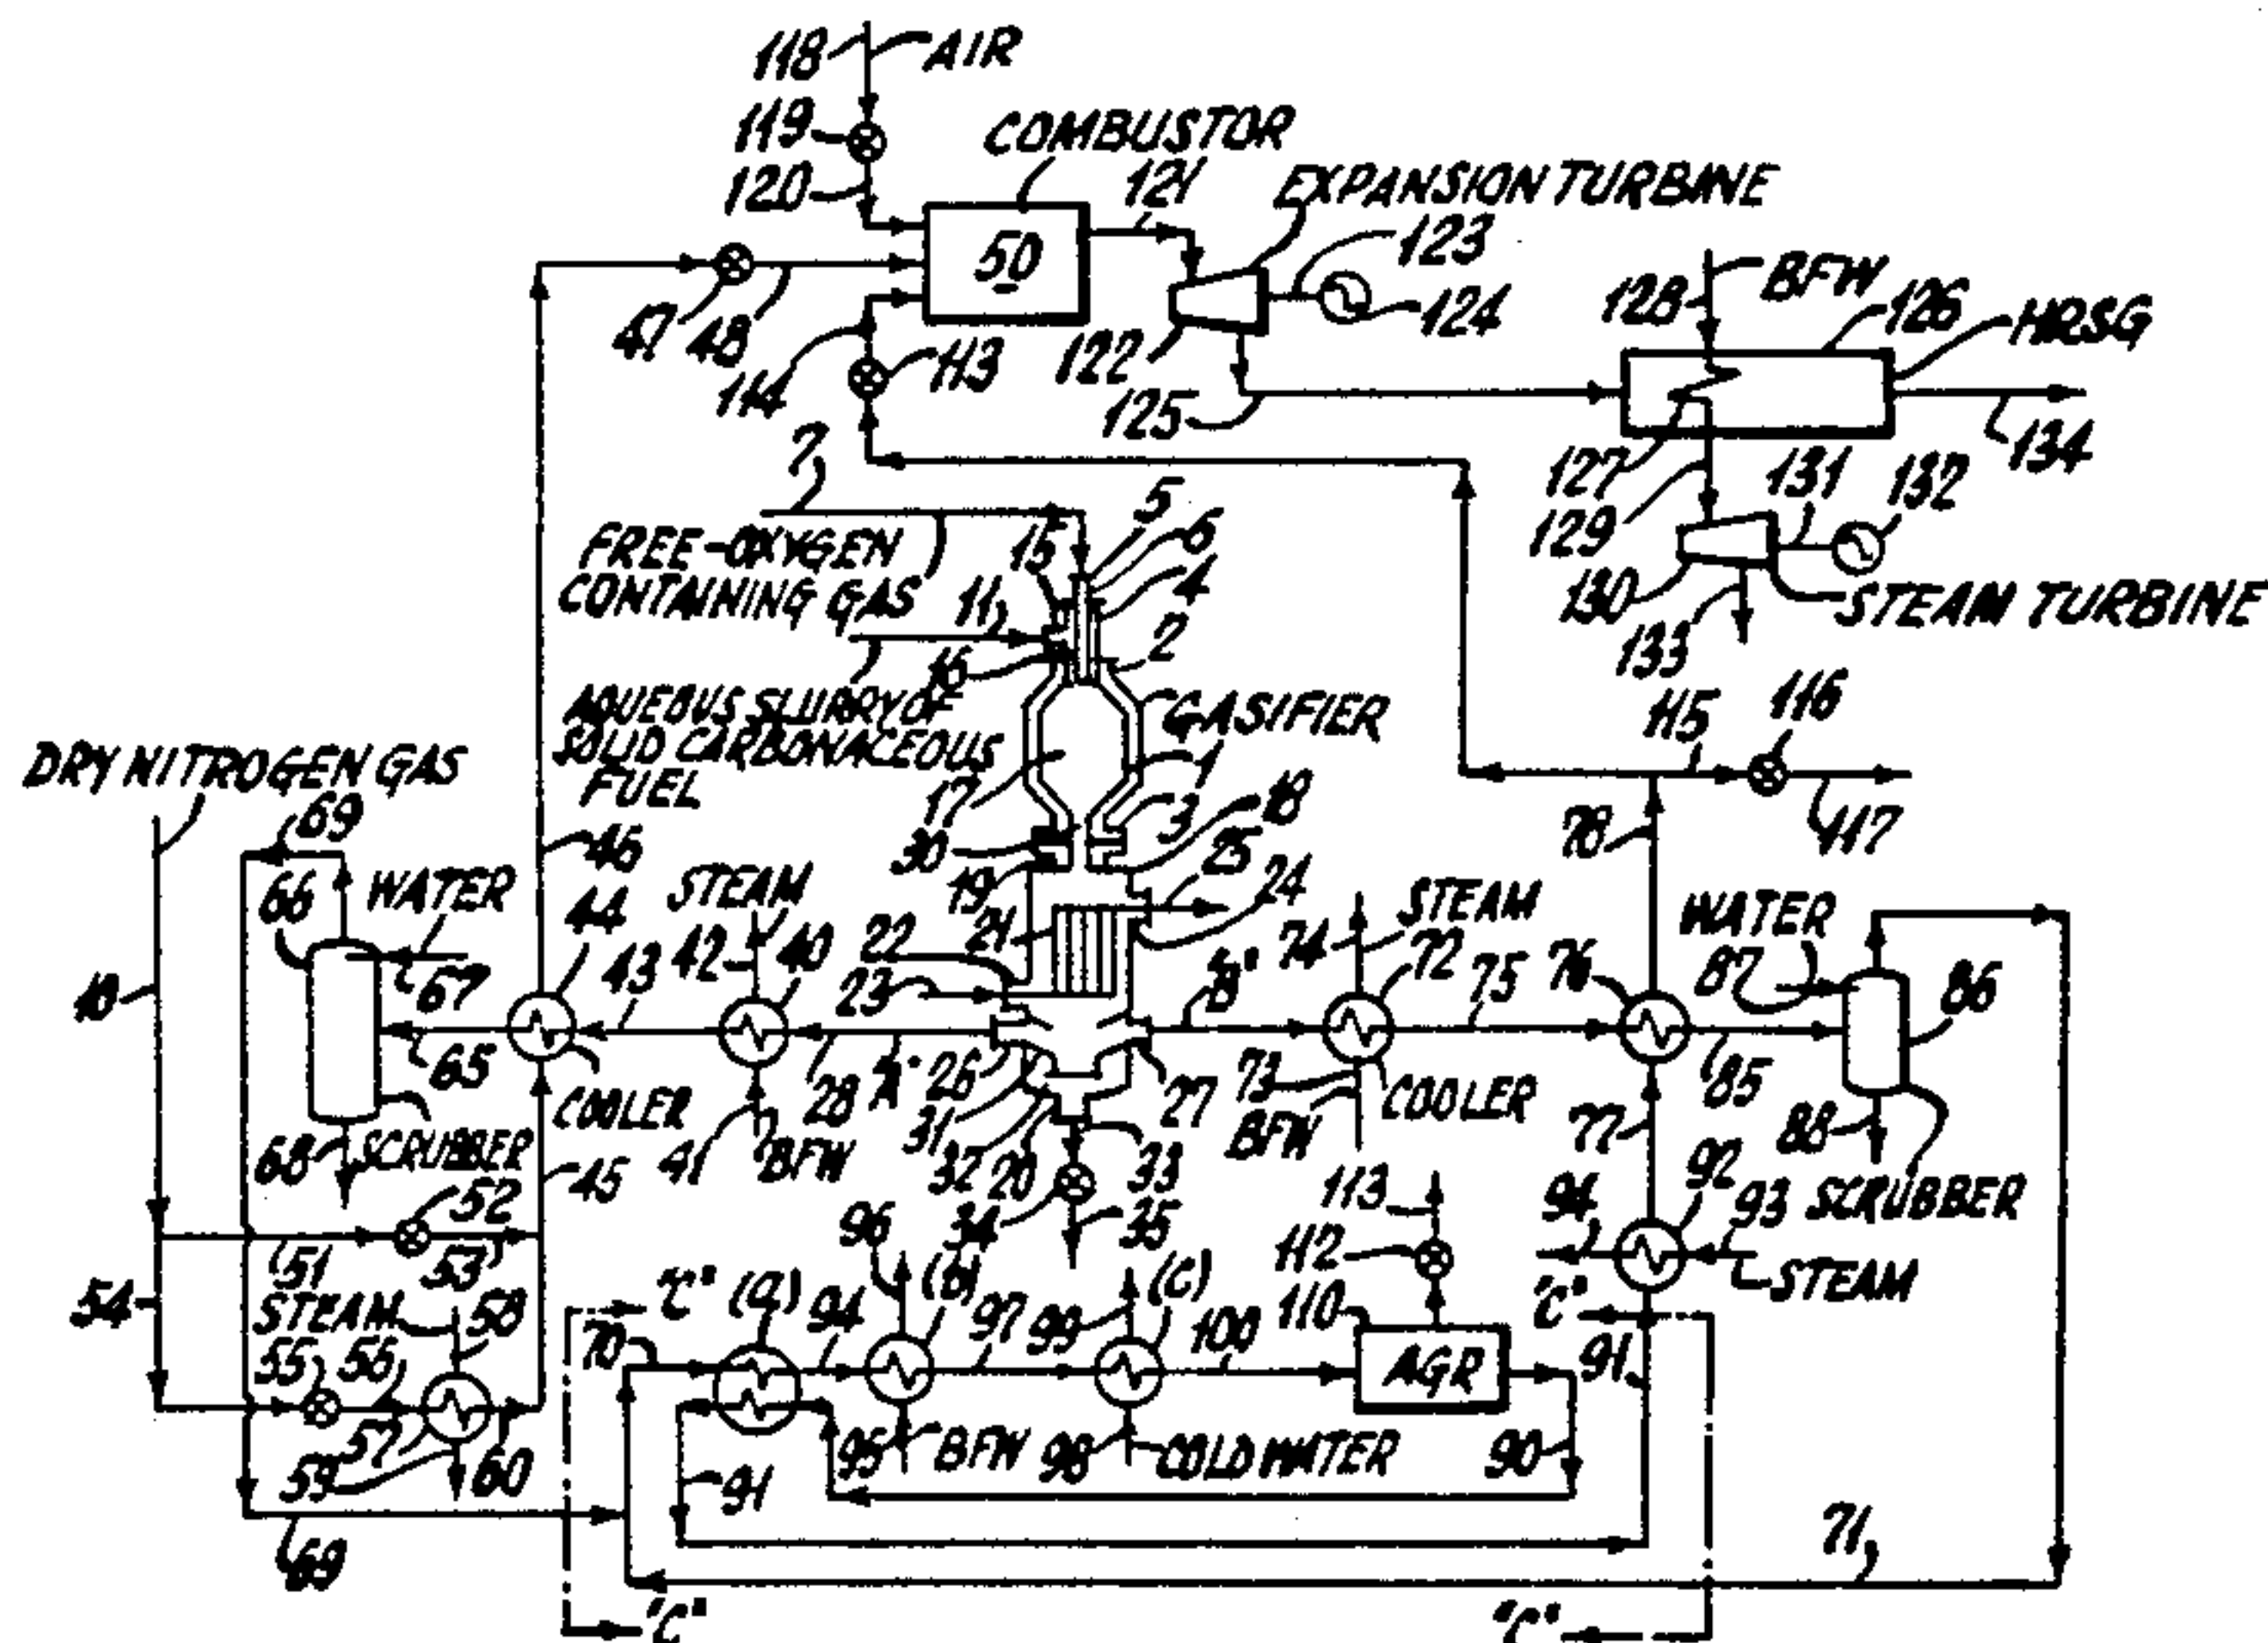 118
AIR
119
COMBUSTOR
120
121
EXPANSION TURBINE
50
123
BFW
128
126
HRSG
47
48
124
114
113
122
125
134
7
127
131
132
5
129
FREE-OXYGEN
CONTAINING GAS
15
6
4
11
130
STEAM TURBINE
2
133
16
AQUEOUS SLURRY OF
SOLID CARBONACEOUS
FUEL
GASIFIER
115
116
DRY NITROGEN GAS
1
17
69
3
18
117
46
30
25
78
66
WATER
44
STEAM
19
24
STEAM
WATER
22
21
74
42
40
72
76
87
10
67
43
23
"B"
75
86
65
28
"A"
26
73
85
COOLER
31
27
COOLER
41
BFW
BFW
77
88
68
SCRUBBER
32
20
33
92
45
113
94
93
SCRUBBER
52
96
34
35
112
51
53
(b)
(c)
STEAM
54
"C"
(a)
110
"C"
STEAM
58
94
97
99
100
70
91
55
56
AGR
57
95
BFW
98
COLD WATER
90
59
60
91
71
69
"C"
"C"